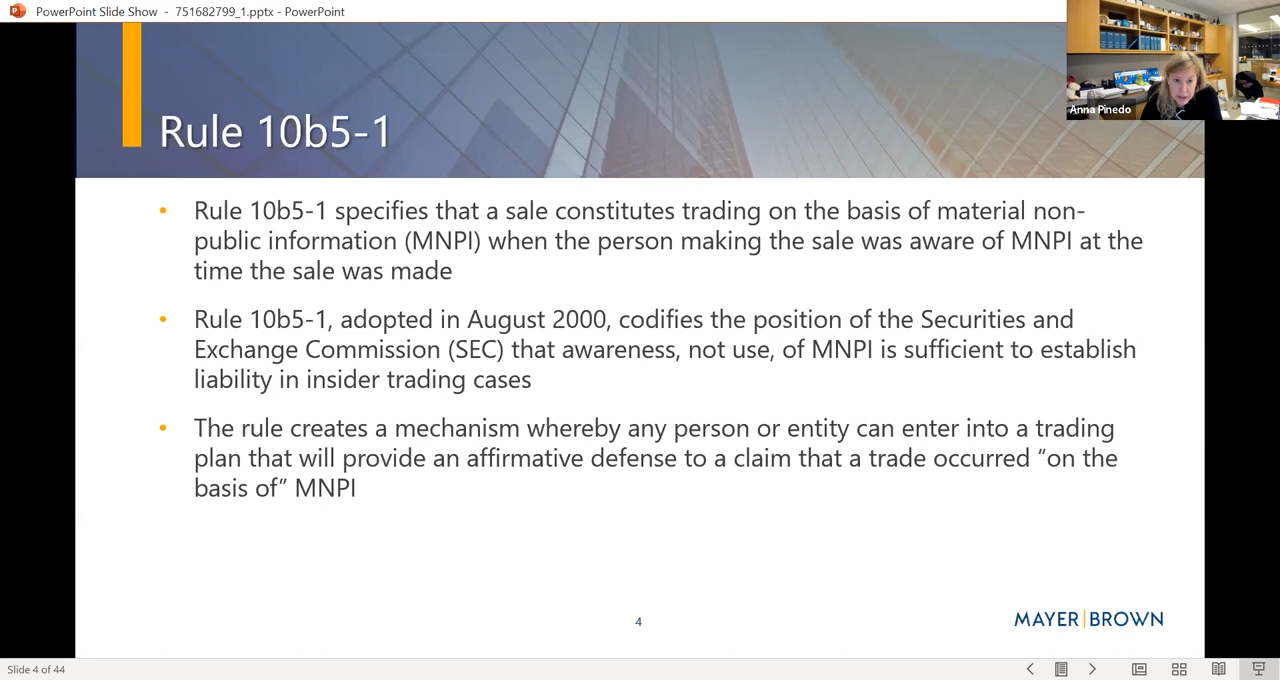 PowerPoint Slide Show - 751682799_1.pptx - PowerPoint
Anna Pinedo
Rule 10b5-1
• Rule 10b5-1 specifies that a sale constitutes trading on the basis of material non-
public information (MNPI) when the person making the sale was aware of MNPI at the
time the sale was made
• Rule 10b5-1, adopted in August 2000, codifies the position of the Securities and
Exchange Commission (SEC) that awareness, not use, of MNPI is sufficient to establish
liability in insider trading cases
• The rule creates a mechanism whereby any person or entity can enter into a trading
plan that will provide an affirmative defense to a claim that a trade occurred “on the
basis of” MNPI
4
MAYER|BROWN
Slide 4 of 44